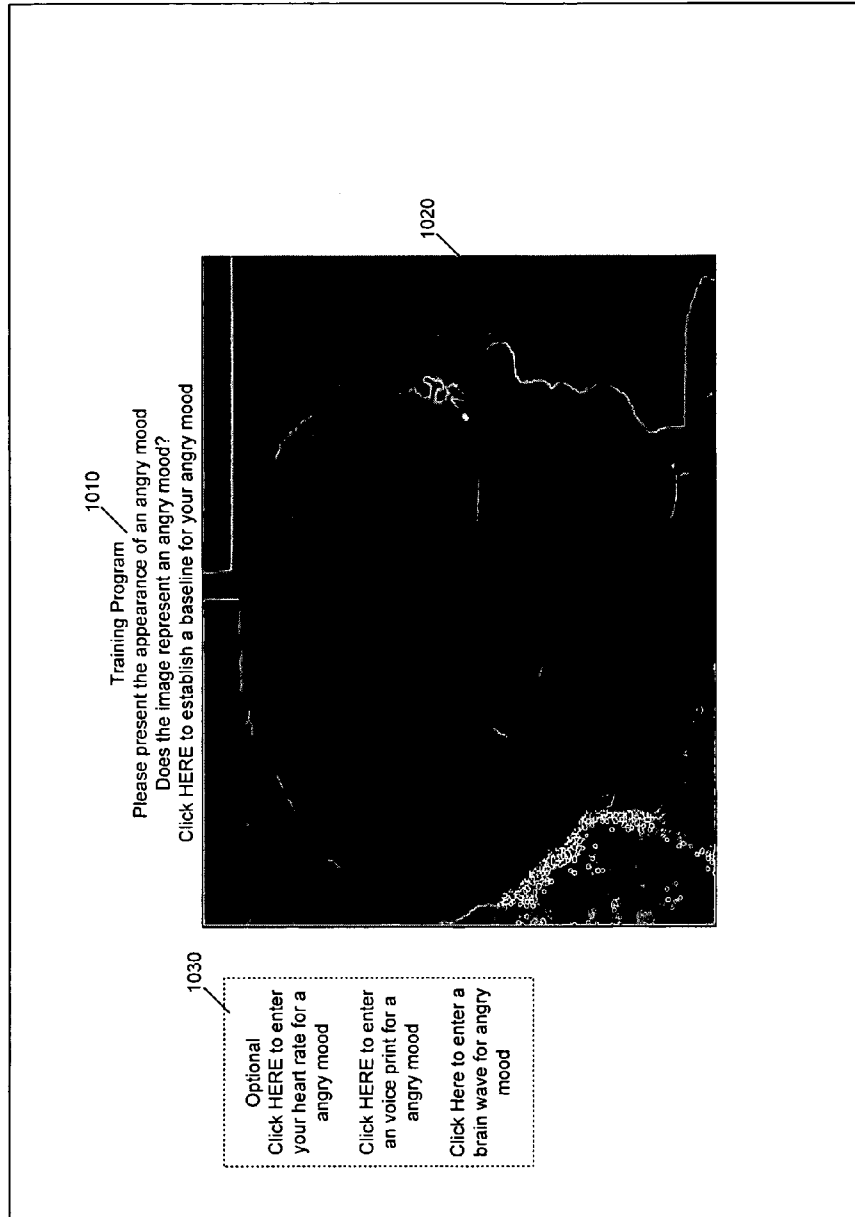 Training Program
1010
Please present the appearance of an angry mood
Does the image represent an angry mood?
Click HERE to establish a baseline for your angry mood
1020
1030
Optional
Click HERE to enter
your heart rate for a
angry mood
Click HERE to enter
an voice print for a
angry mood
Click Here to enter a
brain wave for angry
mood